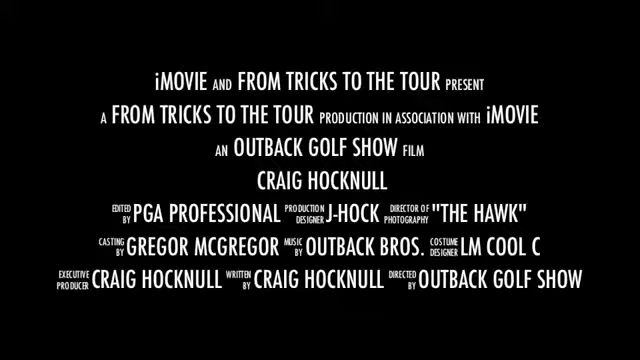 iMOVIE AND FROM TRICKS TO THE TOUR PRESENT
A FROM TRICKS TO THE TOUR PRODUCTION IN ASSOCIATION WITH iMOVIE
AN OUTBACK GOLF SHOW FILM
CRAIG HOCKNULL
EDITED BY PGA PROFESSIONAL PRODUCTION DESIGNER J-HOCK DIRECTOR OF PHOTOGRAPHY "THE HAWK"
CASTING BY GREGOR MCGREGOR MUSIC BY OUTBACK BROS. COSTUME DESIGNER LM COOL C
EXECUTIVE PRODUCER CRAIG HOCKNULL WRITTEN BY CRAIG HOCKNULL DIRECTED BY OUTBACK GOLF SHOW